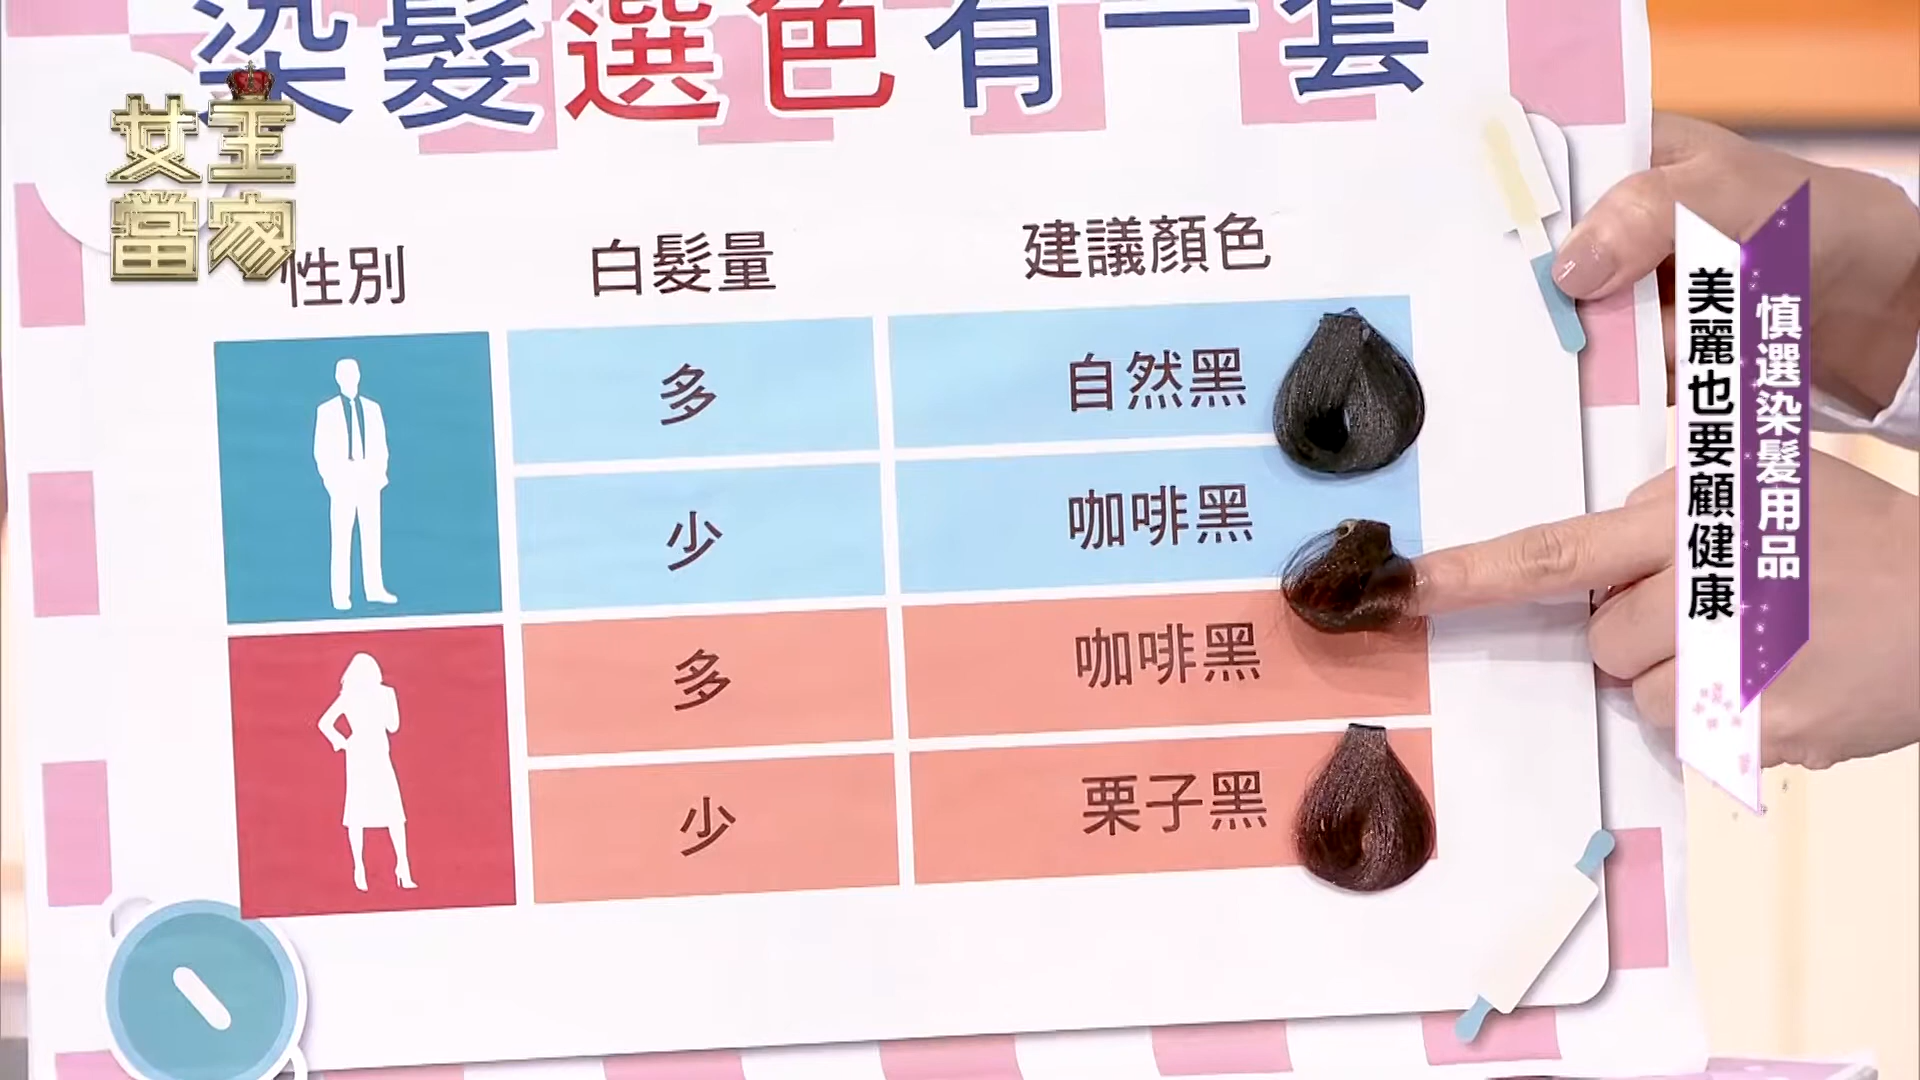 染髮選色有一套
女王
當家
性別 白髮量 建議顏色
多 自然黑
少 咖啡黑
多 咖啡黑
少 栗子黑
慎選染髮用品
美麗也要顧健康